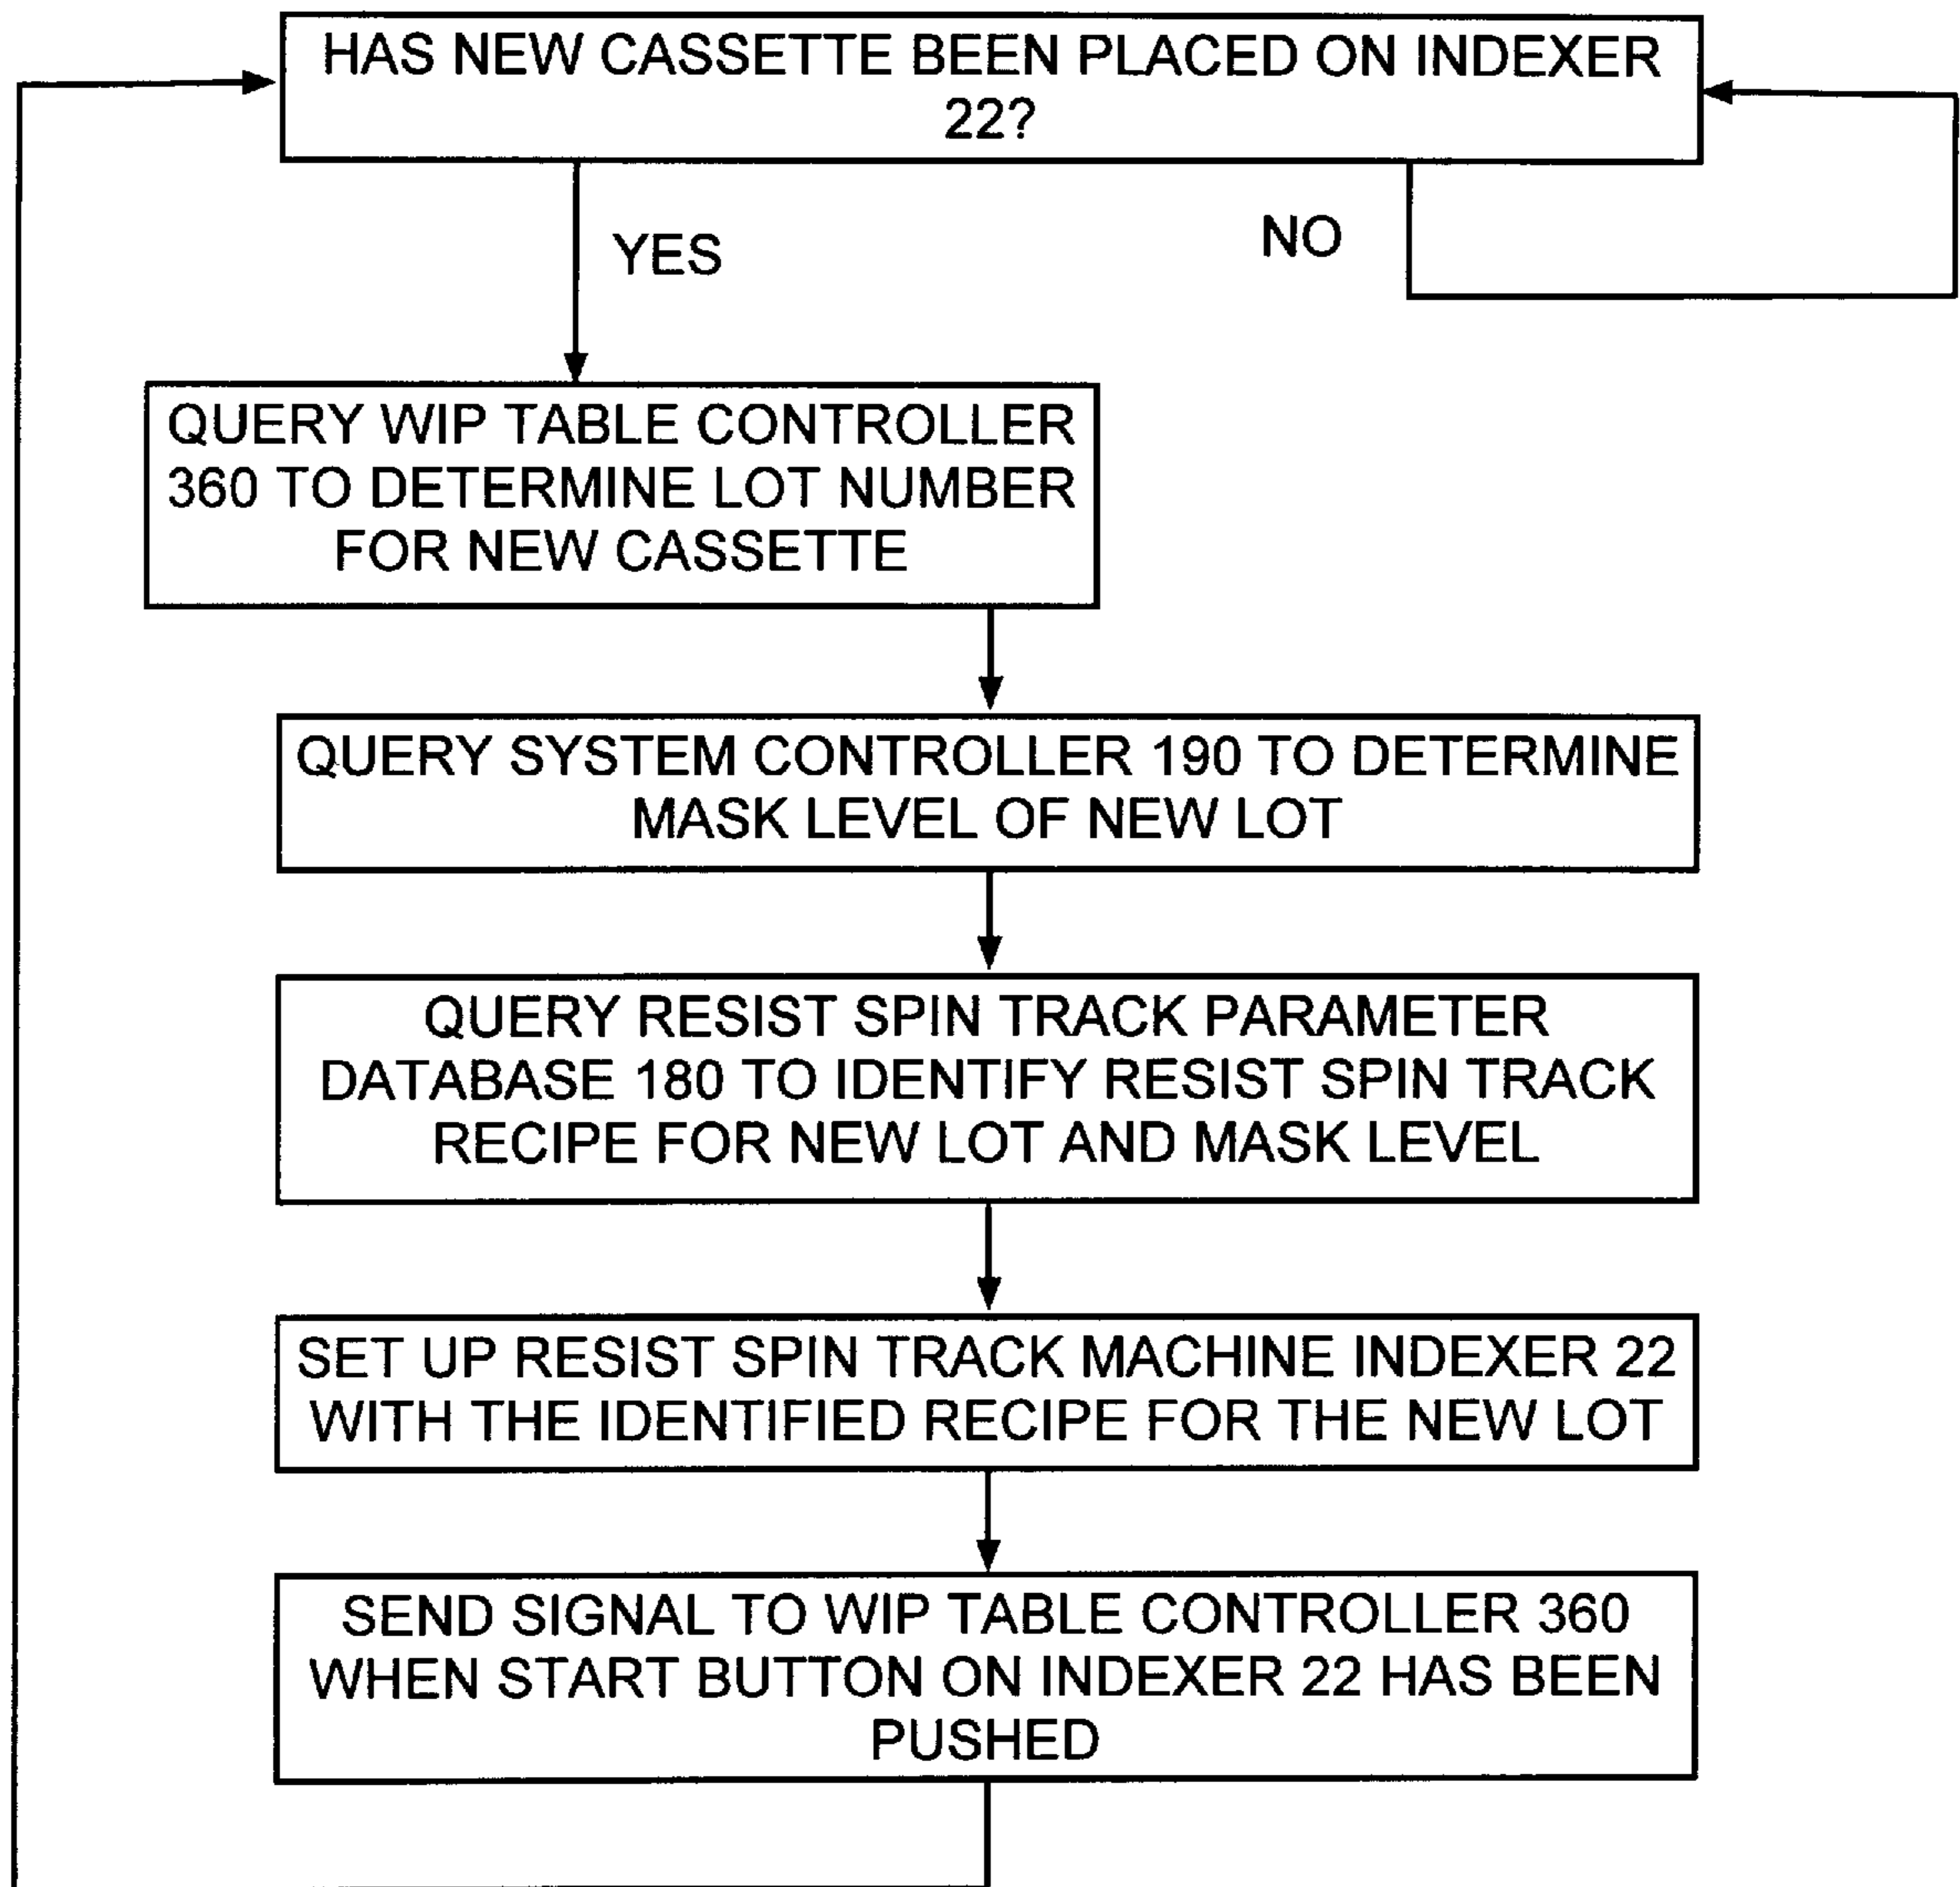 HAS NEW CASSETTE BEEN PLACED ON INDEXER
22?
YES
NO
QUERY WIP TABLE CONTROLLER
360 TO DETERMINE LOT NUMBER
FOR NEW CASSETTE
QUERY SYSTEM CONTROLLER 190 TO DETERMINE
MASK LEVEL OF NEW LOT
QUERY RESIST SPIN TRACK PARAMETER
DATABASE 180 TO IDENTIFY RESIST SPIN TRACK
RECIPE FOR NEW LOT AND MASK LEVEL
SET UP RESIST SPIN TRACK MACHINE INDEXER 22
WITH THE IDENTIFIED RECIPE FOR THE NEW LOT
SEND SIGNAL TO WIP TABLE CONTROLLER 360
WHEN START BUTTON ON INDEXER 22 HAS BEEN
PUSHED